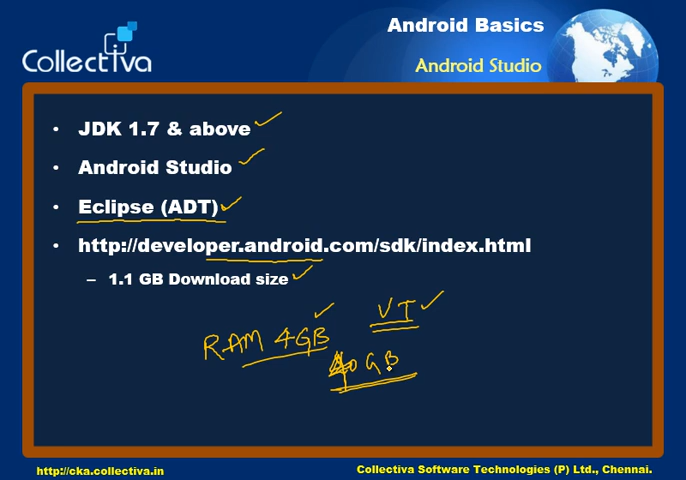 Collectiva
Android Basics
Android Studio
• JDK 1.7 & above
• Android Studio
• Eclipse (ADT)
• http://developer.android.com/sdk/index.html
– 1.1 GB Download size
RAM 4GB
VT
GB
http://cka.collectiva.in
Collectiva Software Technologies (P) Ltd., Chennai.